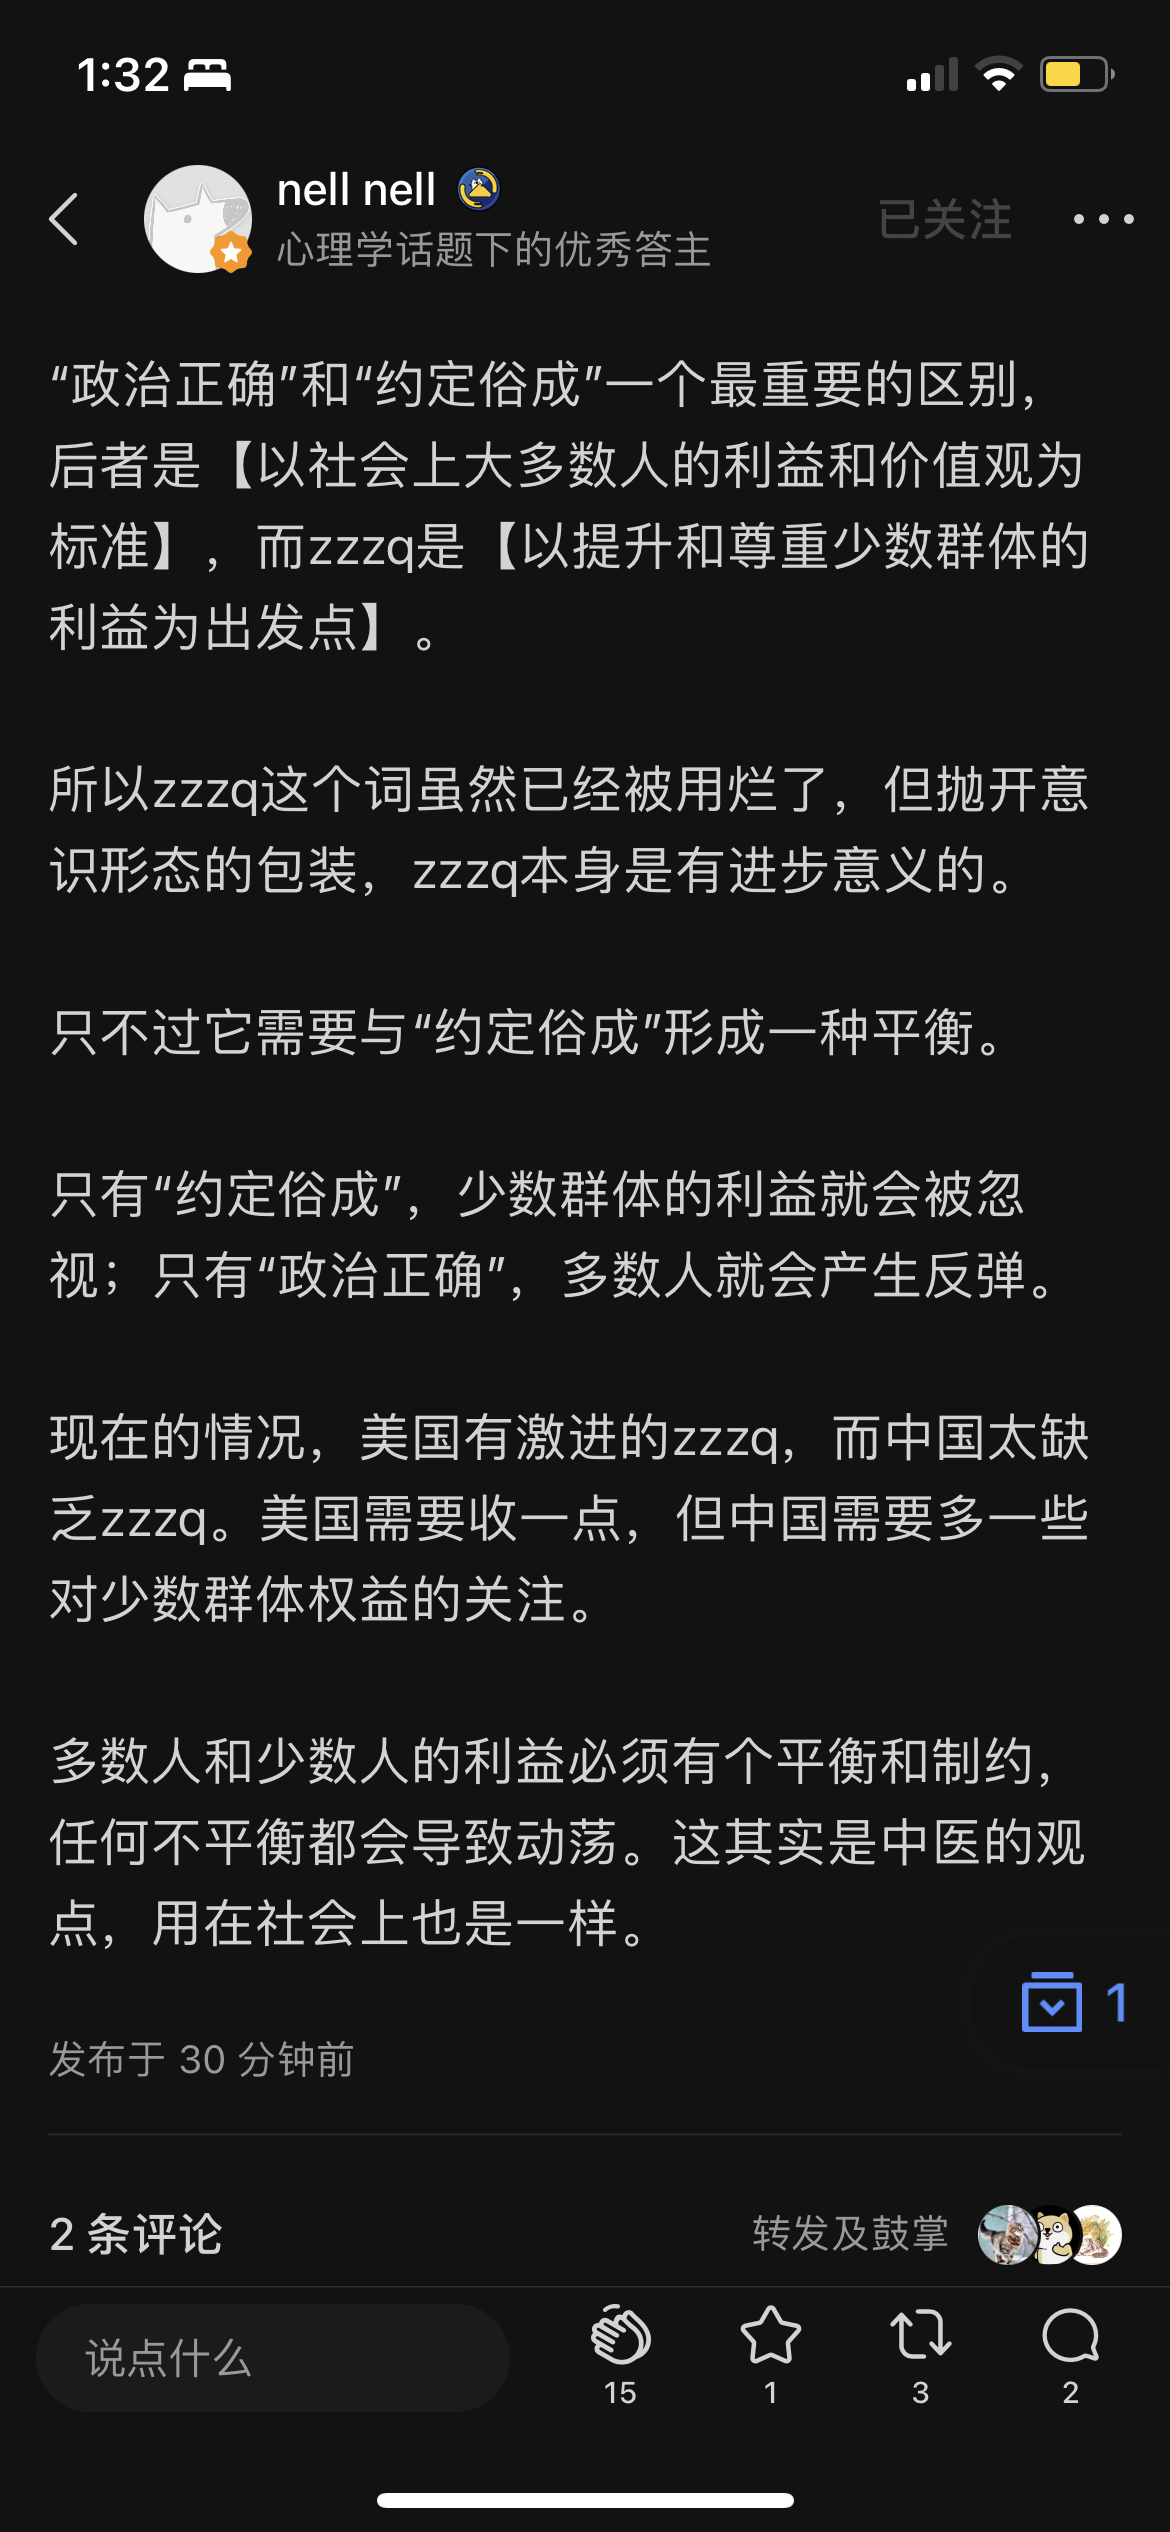 1:32
nell nell
心理学话题下的优秀答主
已关注
“政治正确”和“约定俗成”一个最重要的区别，
后者是【以社会上大多数人的利益和价值观为
标准】，而zzzq是【以提升和尊重少数群体的
利益为出发点】。
所以zzzq这个词虽然已经被用烂了，但抛开意
识形态的包装，zzzq本身是有进步意义的。
只不过它需要与“约定俗成”形成一种平衡。
只有“约定俗成”，少数群体的利益就会被忽
视；只有“政治正确”，多数人就会产生反弹。
现在的情况，美国有激进的zzzq，而中国太缺
乏zzzq。美国需要收一点，但中国需要多一些
对少数群体权益的关注。
多数人和少数人的利益必须有个平衡和制约，
任何不平衡都会导致动荡。这其实是中医的观
点，用在社会上也是一样。
1
发布于 30 分钟前
2 条评论
转发及鼓掌
说点什么
15
1
3
2